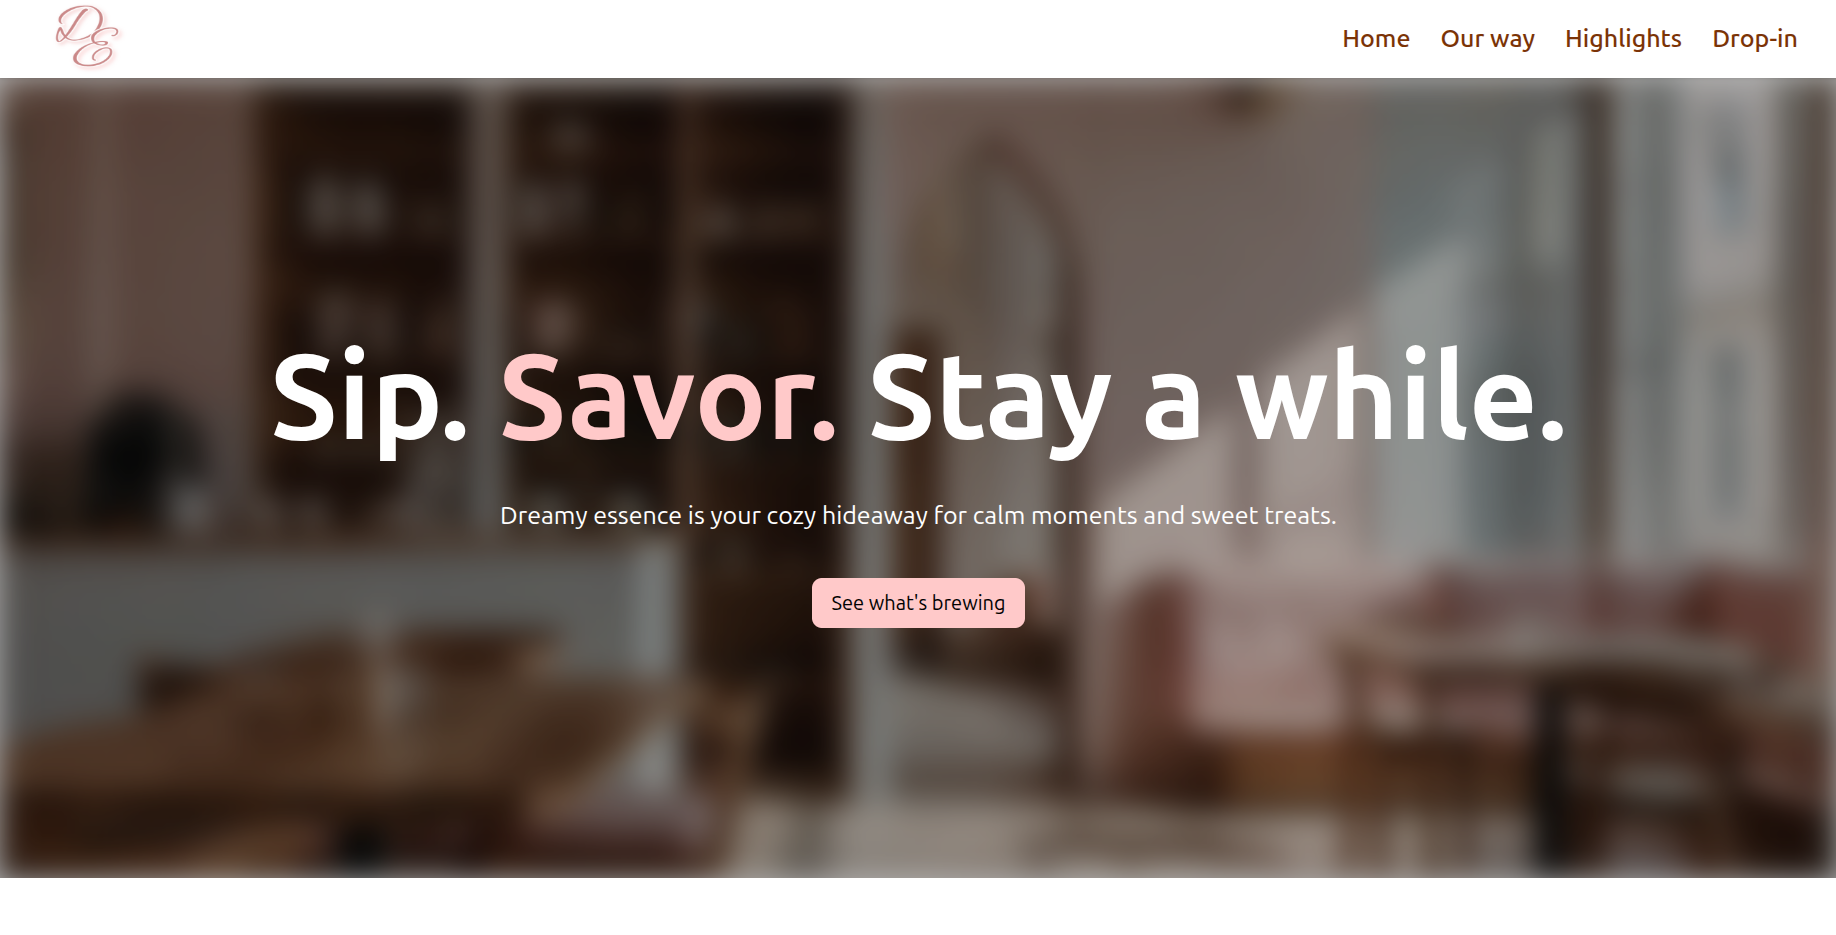 DE
Home Our way Highlights Drop-in
Sip. Savor. Stay a while.
Dreamy essence is your cozy hideaway for calm moments and sweet treats.
See what's brewing